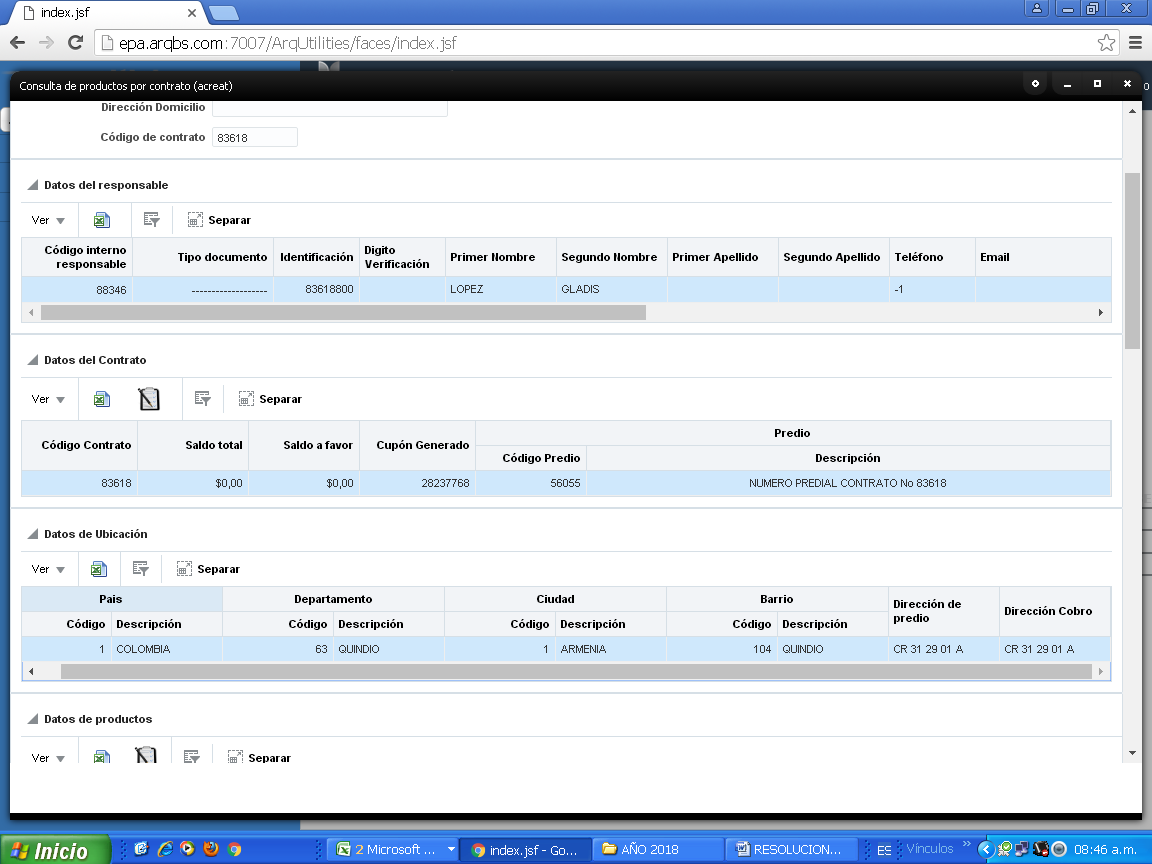 index.jsf
epa.arqbs.com:7007/ArqUtilities/faces/index.jsf
Consulta de productos por contrato (acreat)
Dirección Domicilio
Código de contrato 83618
Datos del responsable
Ver Separar
Código interno responsable Tipo documento Identificación Digito Verificación Primer Nombre Segundo Nombre Primer Apellido Segundo Apellido Teléfono Email
88346 ------------------- 83618800 LOPEZ GLADIS -1
Datos del Contrato
Ver Separar
Código Contrato Saldo total Saldo a favor Cupón Generado Predio
Código Predio Descripción
83618 $0,00 $0,00 28237768 56055 NUMERO PREDIAL CONTRATO No 83618
Datos de Ubicación
Ver Separar
Pais Departamento Ciudad Barrio Dirección de predio Dirección Cobro
Código Descripción Código Descripción Código Descripción Código Descripción
1 COLOMBIA 63 QUINDIO 1 ARMENIA 104 QUINDIO CR 31 29 01 A CR 31 29 01 A
Datos de productos
Ver Separar
Inicio 2 Microsoft ... index.jsf - Go... AÑO 2018 RESOLUCION... ES Vínculos » 08:46 a.m.